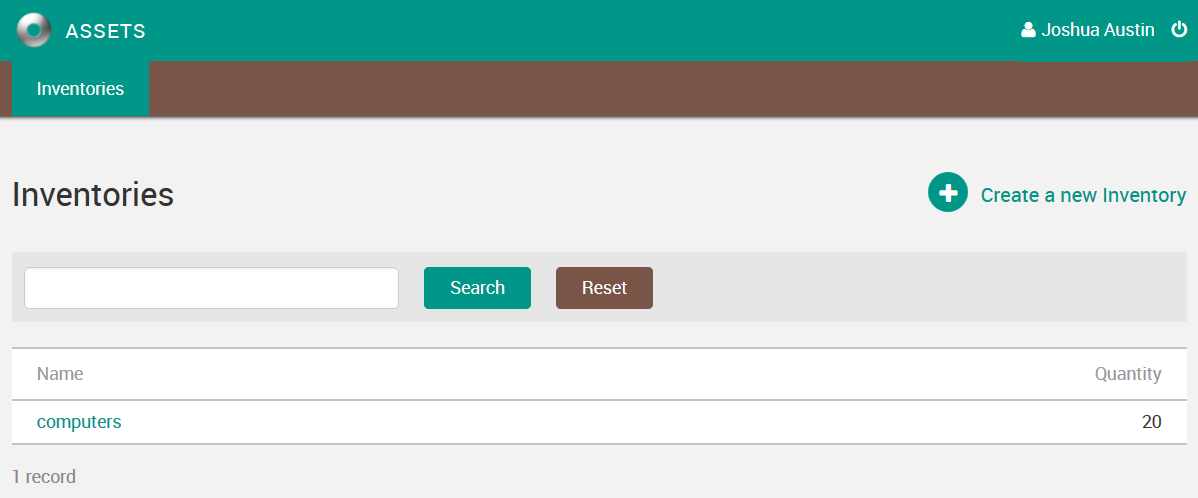 ASSETS
Joshua Austin
Inventories
Inventories
Create a new Inventory
Search Reset
Name Quantity
computers 20
1 record